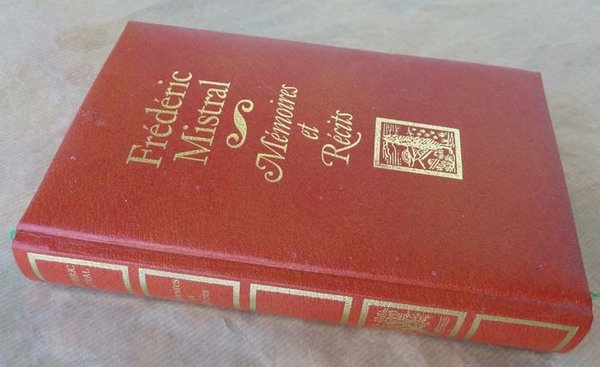 Frédéric
Mistral
Mémoires
et
Récits